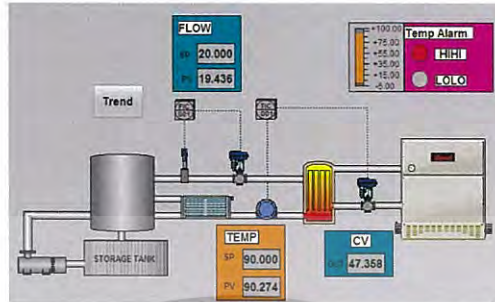 FLOW
SP 20.000
PV 19.436
+100.00
+75.00
+55.00
+35.00
+15.00
-5.00
Temp Alarm
HIHI
LOLO
Trend
STORAGE TANK
TEMP
SP 90.000
PV 90.274
CV
OUT 47.358